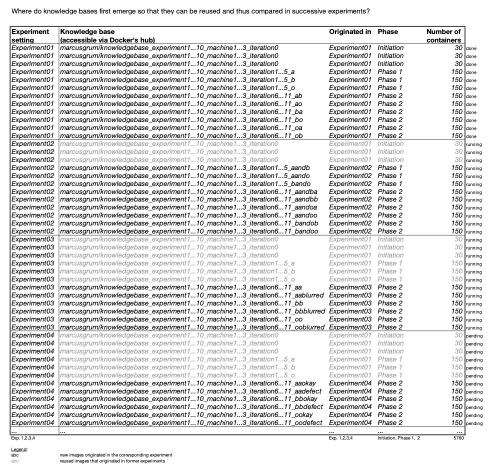 Where do knowledge bases first emerge so that they can be reused and thus compared in successive experiments?
Experiment setting Knowledge base (accessible via Docker's hub) Originated in Phase Number of containers
Experiment01 marcusgrum/knowledgebase_experiment1...10_machine1...3_iteration0 Experiment01 Initiation 30 done
Experiment01 marcusgrum/knowledgebase_experiment1...10_machine1...3_iteration0 Experiment01 Initiation 30 done
Experiment01 marcusgrum/knowledgebase_experiment1...10_machine1...3_iteration0 Experiment01 Initiation 30 done
Experiment01 marcusgrum/knowledgebase_experiment1...10_machine1...3_iteration1...5_a Experiment01 Phase 1 150 done
Experiment01 marcusgrum/knowledgebase_experiment1...10_machine1...3_iteration1...5_b Experiment01 Phase 1 150 done
Experiment01 marcusgrum/knowledgebase_experiment1...10_machine1...3_iteration1...5_o Experiment01 Phase 1 150 done
Experiment01 marcusgrum/knowledgebase_experiment1...10_machine1...3_iteration6...11_ab Experiment01 Phase 2 150 done
Experiment01 marcusgrum/knowledgebase_experiment1...10_machine1...3_iteration6...11_ao Experiment01 Phase 2 150 done
Experiment01 marcusgrum/knowledgebase_experiment1...10_machine1...3_iteration6...11_ba Experiment01 Phase 2 150 done
Experiment01 marcusgrum/knowledgebase_experiment1...10_machine1...3_iteration6...11_bo Experiment01 Phase 2 150 done
Experiment01 marcusgrum/knowledgebase_experiment1...10_machine1...3_iteration6...11_oa Experiment01 Phase 2 150 done
Experiment01 marcusgrum/knowledgebase_experiment1...10_machine1...3_iteration6...11_ob Experiment01 Phase 2 150 done
Experiment02 marcusgrum/knowledgebase_experiment1...10_machine1...3_iteration0 Experiment01 Initiation 30 running
Experiment02 marcusgrum/knowledgebase_experiment1...10_machine1...3_iteration0 Experiment01 Initiation 30 running
Experiment02 marcusgrum/knowledgebase_experiment1...10_machine1...3_iteration0 Experiment01 Initiation 30 running
Experiment02 marcusgrum/knowledgebase_experiment1...10_machine1...3_iteration1...5_aandb Experiment02 Phase 1 150 running
Experiment02 marcusgrum/knowledgebase_experiment1...10_machine1...3_iteration1...5_aando Experiment02 Phase 1 150 running
Experiment02 marcusgrum/knowledgebase_experiment1...10_machine1...3_iteration1...5_bando Experiment02 Phase 1 150 running
Experiment02 marcusgrum/knowledgebase_experiment1...10_machine1...3_iteration6...11_aandba Experiment02 Phase 2 150 running
Experiment02 marcusgrum/knowledgebase_experiment1...10_machine1...3_iteration6...11_aandbb Experiment02 Phase 2 150 running
Experiment02 marcusgrum/knowledgebase_experiment1...10_machine1...3_iteration6...11_aandoa Experiment02 Phase 2 150 running
Experiment02 marcusgrum/knowledgebase_experiment1...10_machine1...3_iteration6...11_aandoo Experiment02 Phase 2 150 running
Experiment02 marcusgrum/knowledgebase_experiment1...10_machine1...3_iteration6...11_bandob Experiment02 Phase 2 150 running
Experiment02 marcusgrum/knowledgebase_experiment1...10_machine1...3_iteration6...11_bandoo Experiment02 Phase 2 150 running
Experiment03 marcusgrum/knowledgebase_experiment1...10_machine1...3_iteration0 Experiment01 Initiation 30 running
Experiment03 marcusgrum/knowledgebase_experiment1...10_machine1...3_iteration0 Experiment01 Initiation 30 running
Experiment03 marcusgrum/knowledgebase_experiment1...10_machine1...3_iteration0 Experiment01 Initiation 30 running
Experiment03 marcusgrum/knowledgebase_experiment1...10_machine1...3_iteration1...5_a Experiment01 Phase 1 150 running
Experiment03 marcusgrum/knowledgebase_experiment1...10_machine1...3_iteration1...5_b Experiment01 Phase 1 150 running
Experiment03 marcusgrum/knowledgebase_experiment1...10_machine1...3_iteration1...5_o Experiment01 Phase 1 150 running
Experiment03 marcusgrum/knowledgebase_experiment1...10_machine1...3_iteration6...11_aa Experiment03 Phase 2 150 running
Experiment03 marcusgrum/knowledgebase_experiment1...10_machine1...3_iteration6...11_aablurred Experiment03 Phase 2 150 running
Experiment03 marcusgrum/knowledgebase_experiment1...10_machine1...3_iteration6...11_bb Experiment03 Phase 2 150 running
Experiment03 marcusgrum/knowledgebase_experiment1...10_machine1...3_iteration6...11_bbblurred Experiment03 Phase 2 150 running
Experiment03 marcusgrum/knowledgebase_experiment1...10_machine1...3_iteration6...11_oo Experiment03 Phase 2 150 running
Experiment03 marcusgrum/knowledgebase_experiment1...10_machine1...3_iteration6...11_ooblurred Experiment03 Phase 2 150 running
Experiment04 marcusgrum/knowledgebase_experiment1...10_machine1...3_iteration0 Experiment01 Initiation 30 pending
Experiment04 marcusgrum/knowledgebase_experiment1...10_machine1...3_iteration0 Experiment01 Initiation 30 pending
Experiment04 marcusgrum/knowledgebase_experiment1...10_machine1...3_iteration0 Experiment01 Initiation 30 pending
Experiment04 marcusgrum/knowledgebase_experiment1...10_machine1...3_iteration1...5_a Experiment01 Phase 1 150 pending
Experiment04 marcusgrum/knowledgebase_experiment1...10_machine1...3_iteration1...5_b Experiment01 Phase 1 150 pending
Experiment04 marcusgrum/knowledgebase_experiment1...10_machine1...3_iteration1...5_o Experiment01 Phase 1 150 pending
Experiment04 marcusgrum/knowledgebase_experiment1...10_machine1...3_iteration6...11_aaokay Experiment04 Phase 2 150 pending
Experiment04 marcusgrum/knowledgebase_experiment1...10_machine1...3_iteration6...11_aadefect Experiment04 Phase 2 150 pending
Experiment04 marcusgrum/knowledgebase_experiment1...10_machine1...3_iteration6...11_bbokay Experiment04 Phase 2 150 pending
Experiment04 marcusgrum/knowledgebase_experiment1...10_machine1...3_iteration6...11_bbdefect Experiment04 Phase 2 150 pending
Experiment04 marcusgrum/knowledgebase_experiment1...10_machine1...3_iteration6...11_ookay Experiment04 Phase 2 150 pending
Experiment04 marcusgrum/knowledgebase_experiment1...10_machine1...3_iteration6...11_oodefect Experiment04 Phase 2 150 pending
... ... ... ... ...
Exp. 1,2,3,4 Exp. 1,2,3,4 Initiation, Phase 1, 2 5760
Legend:
abc new images originated in the corresponding experiment
abc reused images that originated in former experiments